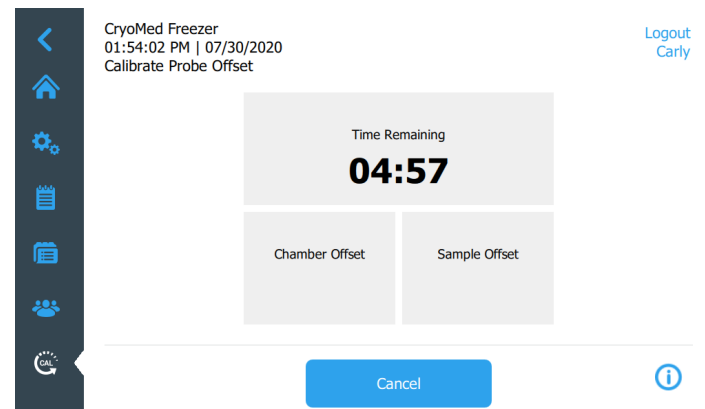 CryoMed Freezer
01:54:02 PM | 07/30/2020
Calibrate Probe Offset
Logout
Carly
Time Remaining
04:57
Chamber Offset
Sample Offset
CAL
Cancel